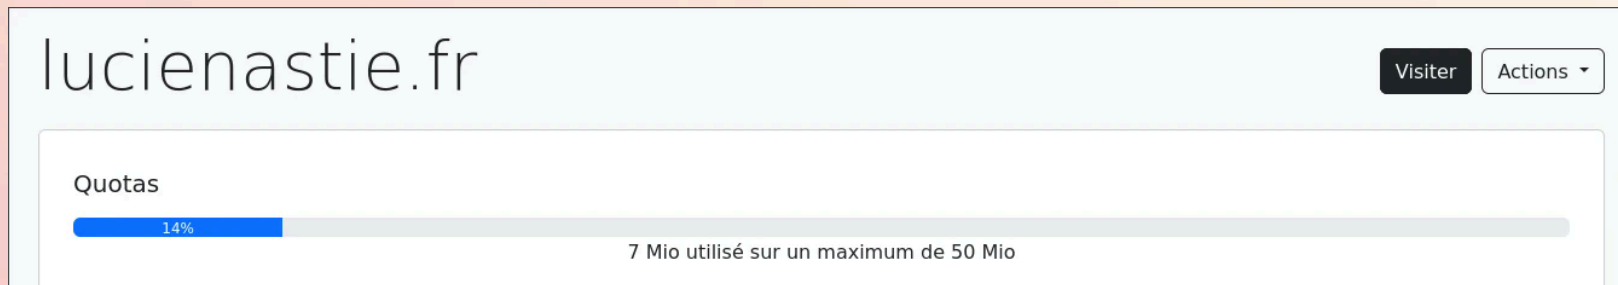 lucienastie.fr
Visiter
Actions
Quotas
14%
7 Mio utilisé sur un maximum de 50 Mio